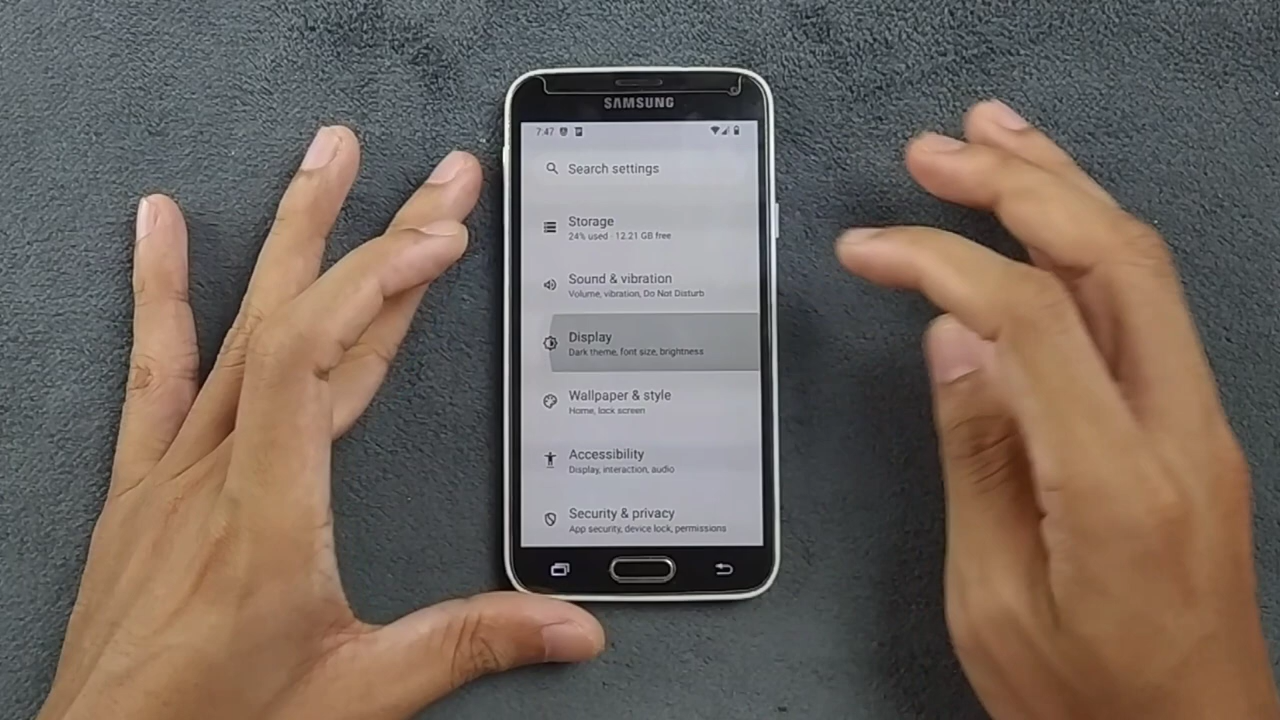 SAMSUNG
7:47
Search settings
Storage
24% used · 12.21 GB free
Sound & vibration
Volume, vibration, Do Not Disturb
Display
Dark theme, font size, brightness
Wallpaper & style
Home, lock screen
Accessibility
Display, interaction, audio
Security & privacy
App security, device lock, permissions